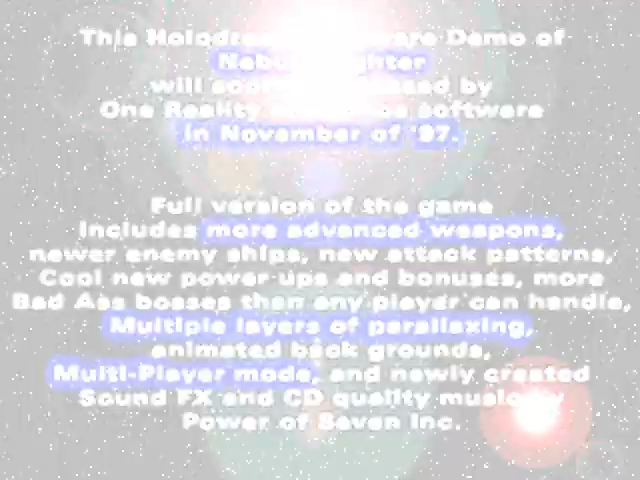 This Demo of
will by
One Reality software
in November of '97.
Full version of the game
Includes more advanced weapons,
newer enemy ships, new attack patterns,
Cool new power-ups and bonuses, more
Bad Ass bosses than any player can handle,
Multiple layers of parallaxing,
animated back grounds,
Multi-Player mode, and newly created
Sound FX and CD quality music by
Power of Seven Inc.